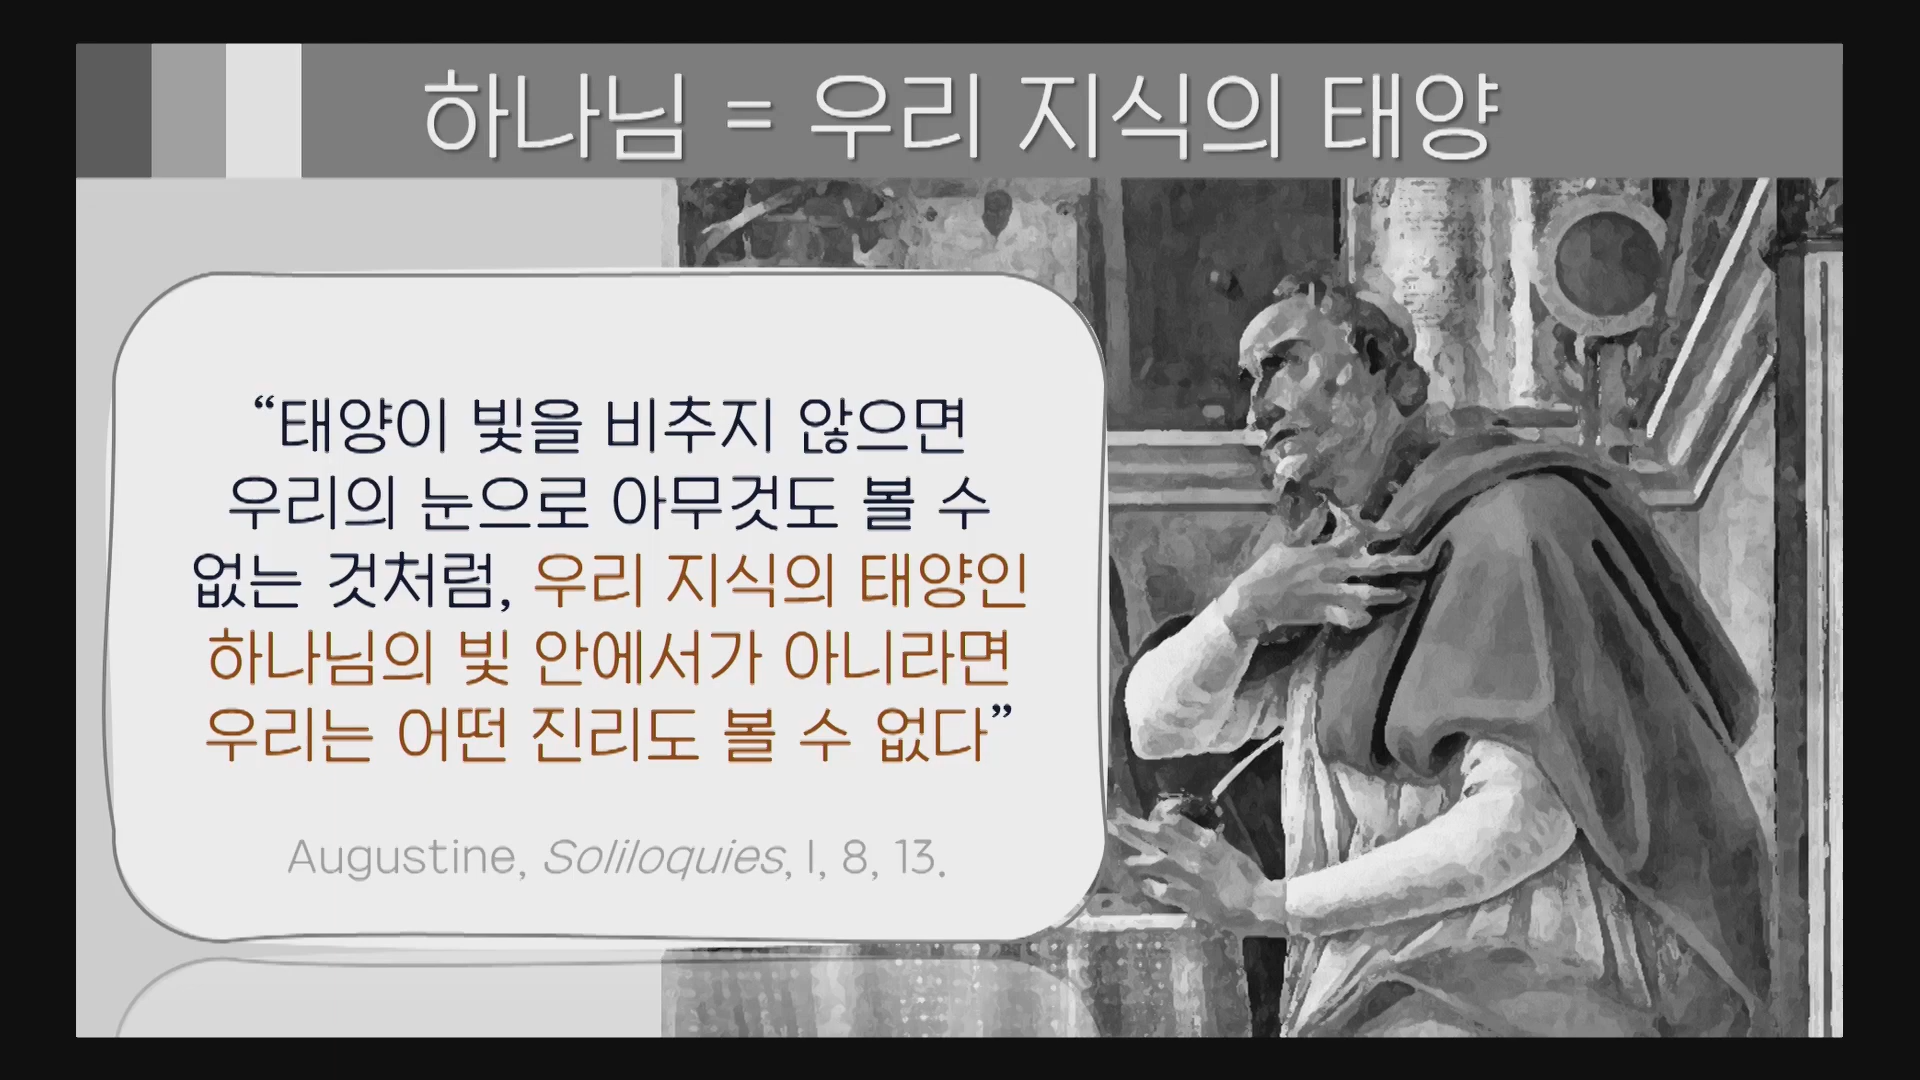 하나님 = 우리 지식의 태양
“태양이 빛을 비추지 않으면
우리의 눈으로 아무것도 볼 수
없는 것처럼, 우리 지식의 태양인
하나님의 빛 안에서가 아니라면
우리는 어떤 진리도 볼 수 없다”
Augustine, Soliloquies, I, 8, 13.